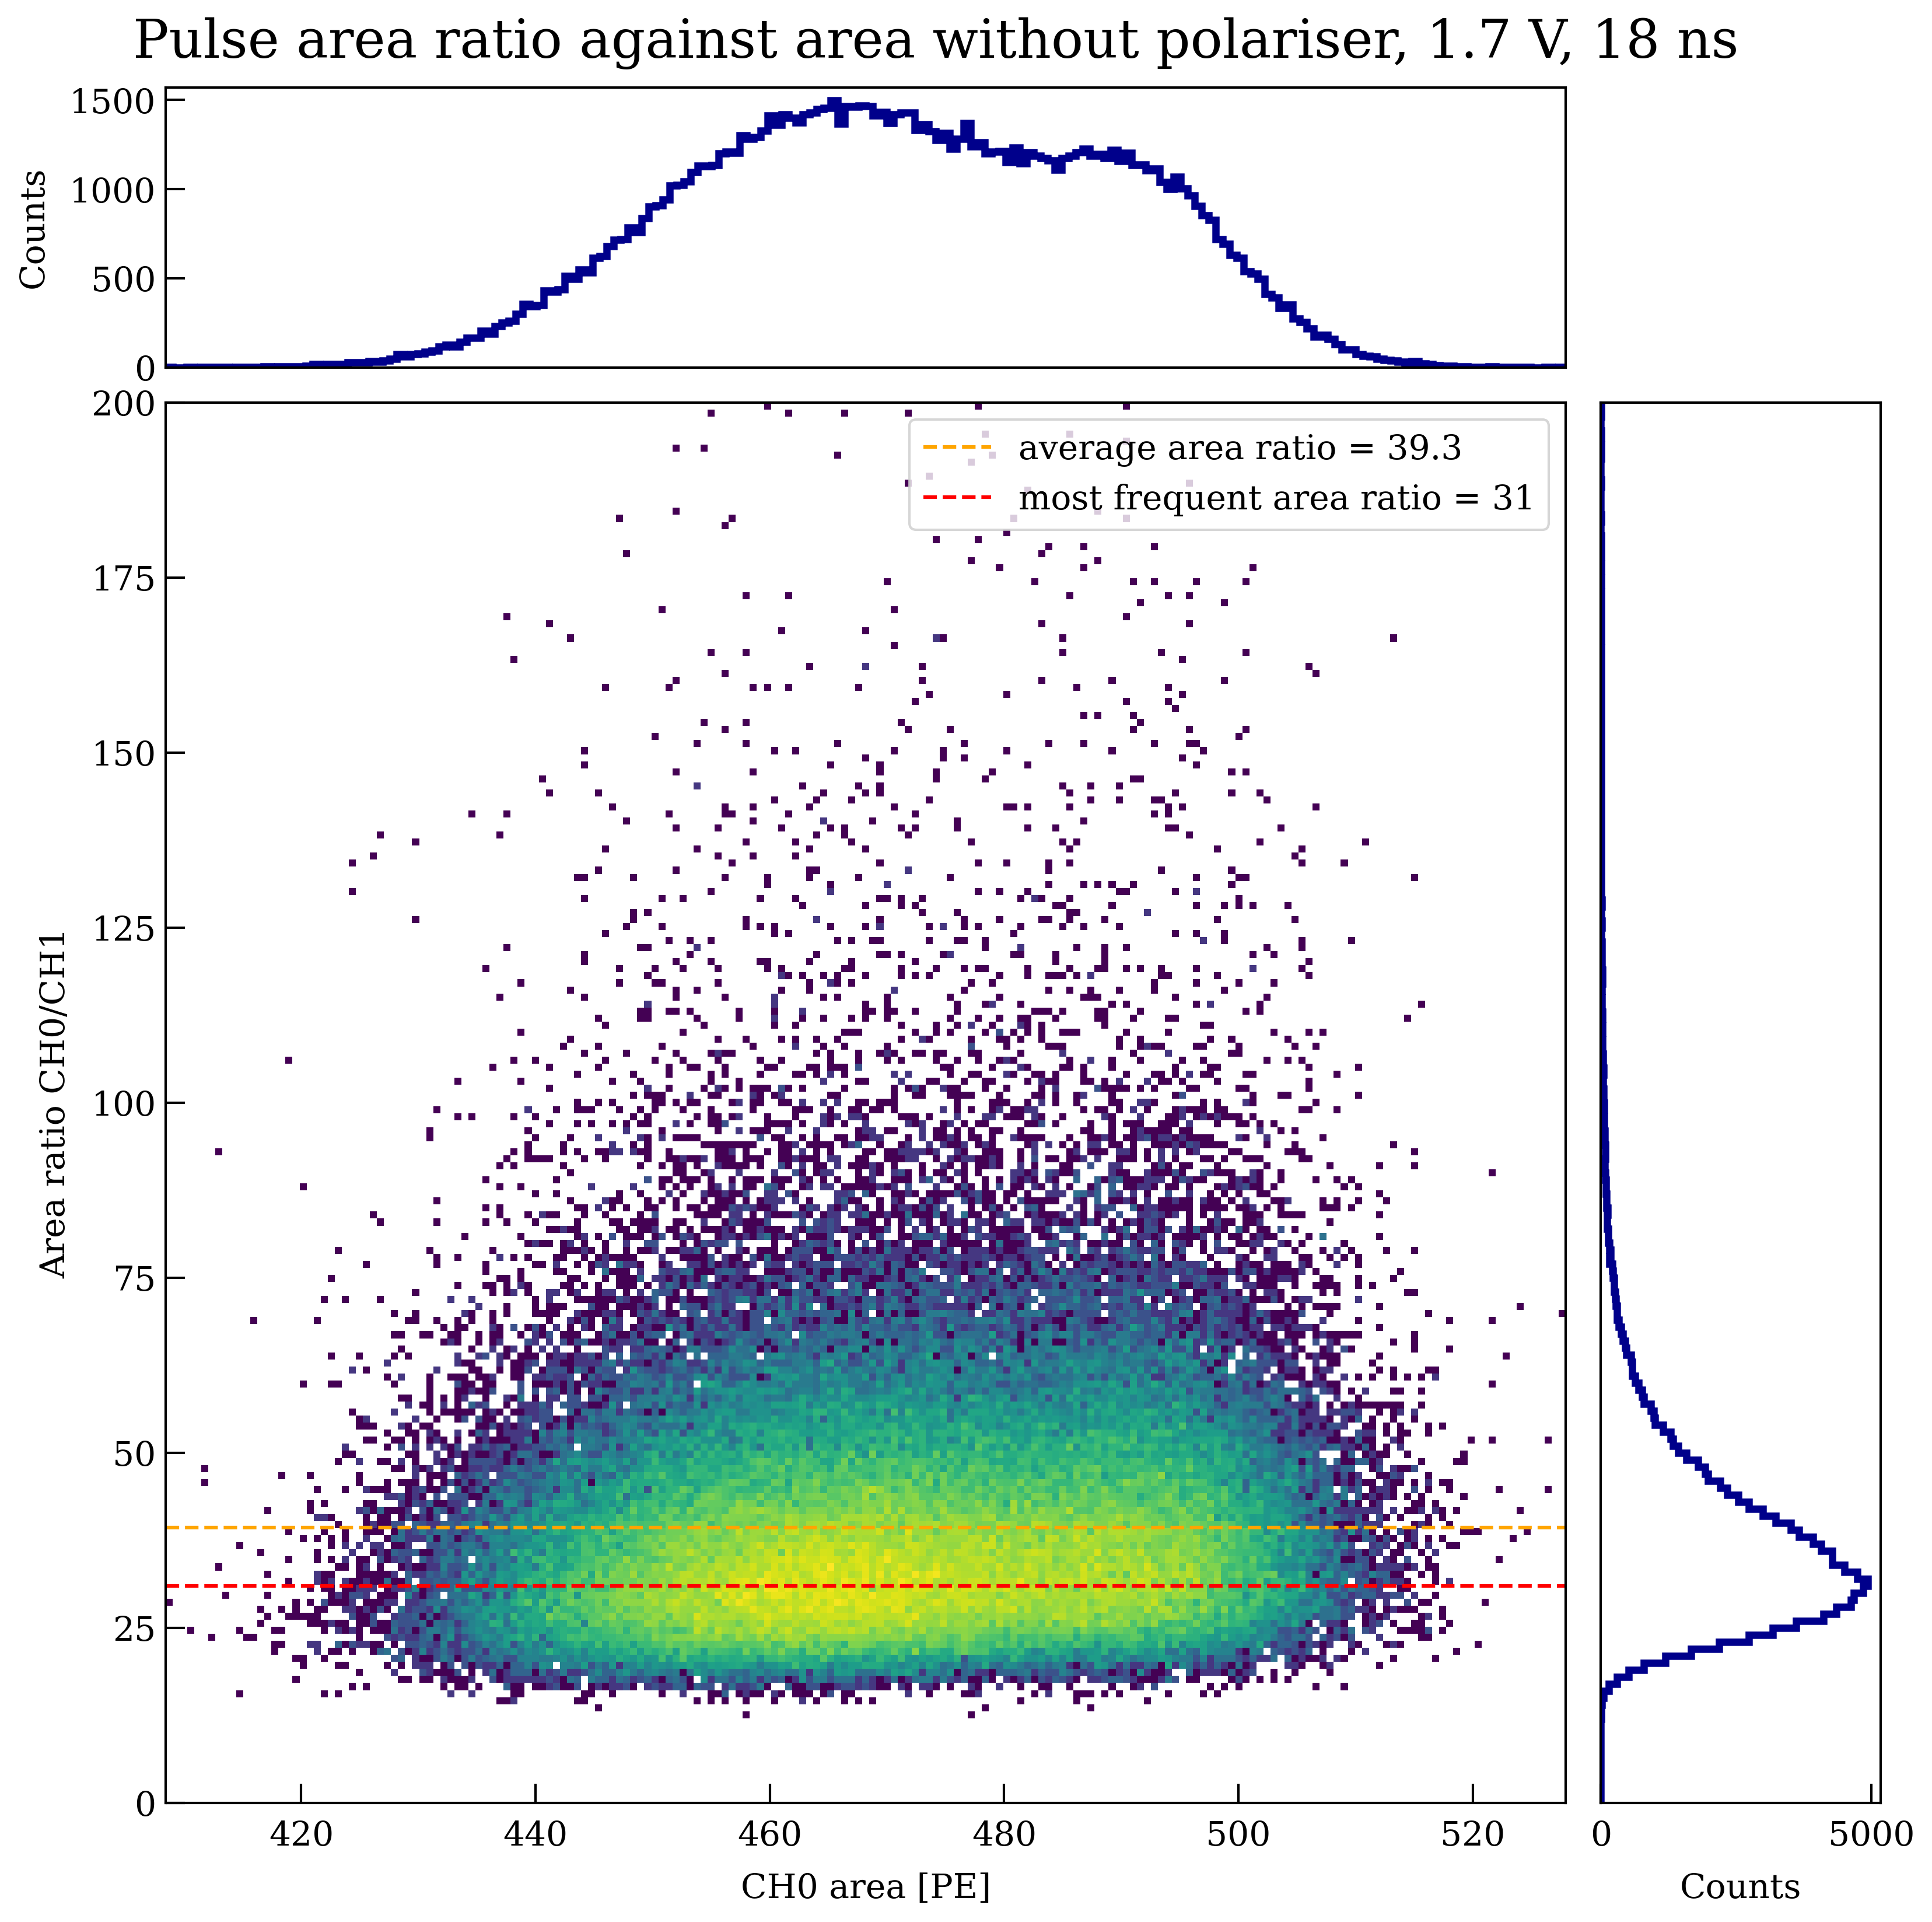 Pulse area ratio against area without polariser, 1.7 V, 18 ns
1500
1000
500
0
Counts
200
175
150
125
100
75
50
25
0
Area ratio CH0/CH1
average area ratio = 39.3
most frequent area ratio = 31
420 440 460 480 500 520
CH0 area [PE]
0 5000
Counts